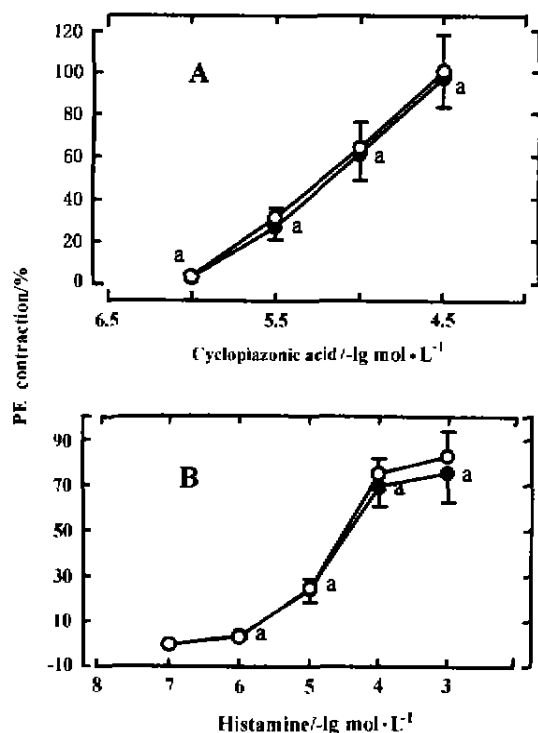 120
A
100
80
60
40
20
0
a
a
a
a
6.5
5.5
4.5
Cyclopiazonic acid/-lg mol•L⁻¹
PE contraction/%
90
B
70
50
30
10
-10
a
a
a
a
8
7
6
5
4
3
Histamine/-lg mol•L⁻¹